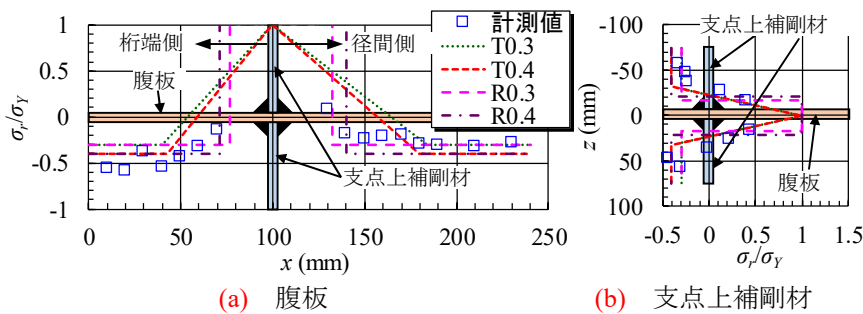 桁端側
径間側
腹板
支点上補剛材
σr/σY
1
0.5
0
-0.5
-1
0
50
100
150
200
250
x (mm)
計測値
T0.3
T0.4
R0.3
R0.4
(a) 腹板
支点上補剛材
腹板
z (mm)
-100
-50
0
50
100
-0.5
0
0.5
1
1.5
σr/σY
(b) 支点上補剛材